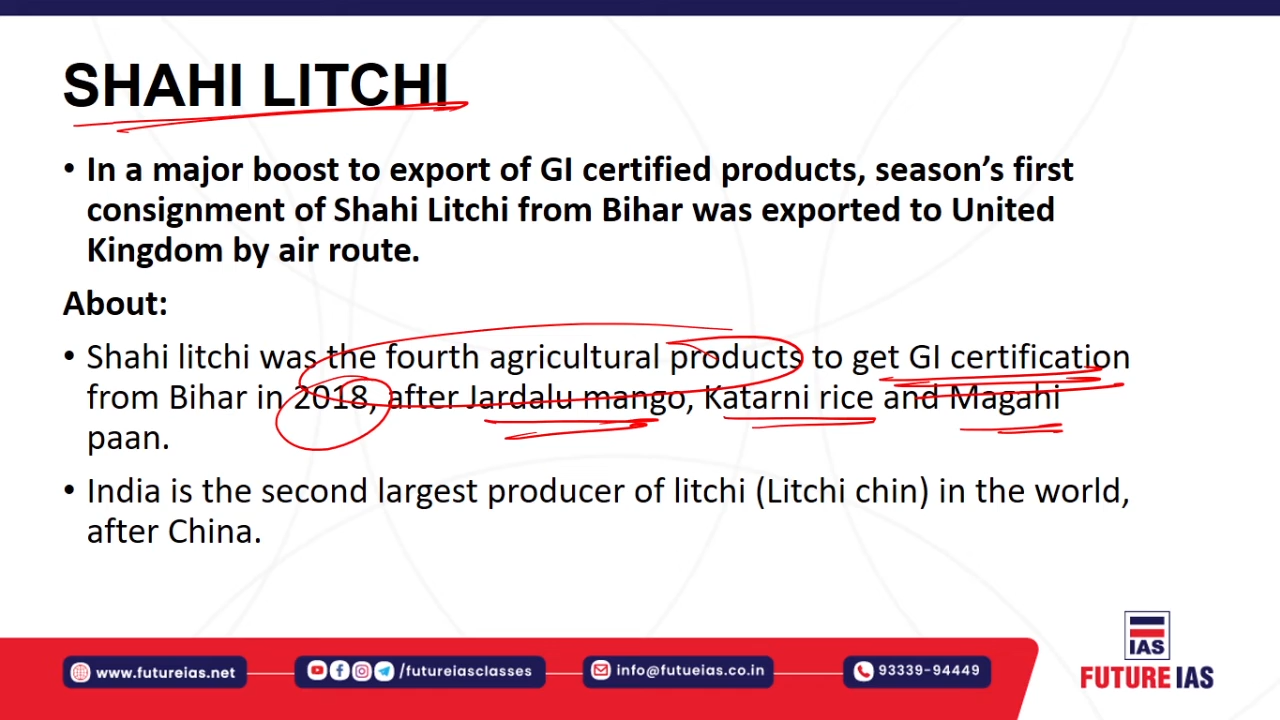 SHAHI LITCHI
• In a major boost to export of GI certified products, season's first
consignment of Shahi Litchi from Bihar was exported to United
Kingdom by air route.
About:
• Shahi litchi was the fourth agricultural products to get GI certification
from Bihar in 2018, after Jardalu mango, Katarni rice and Magahi
paan.
• India is the second largest producer of litchi (Litchi chin) in the world,
after China.
IAS
FUTURE IAS
www.futureias.net
/futureiasclasses
info@futueias.co.in
93339-94449